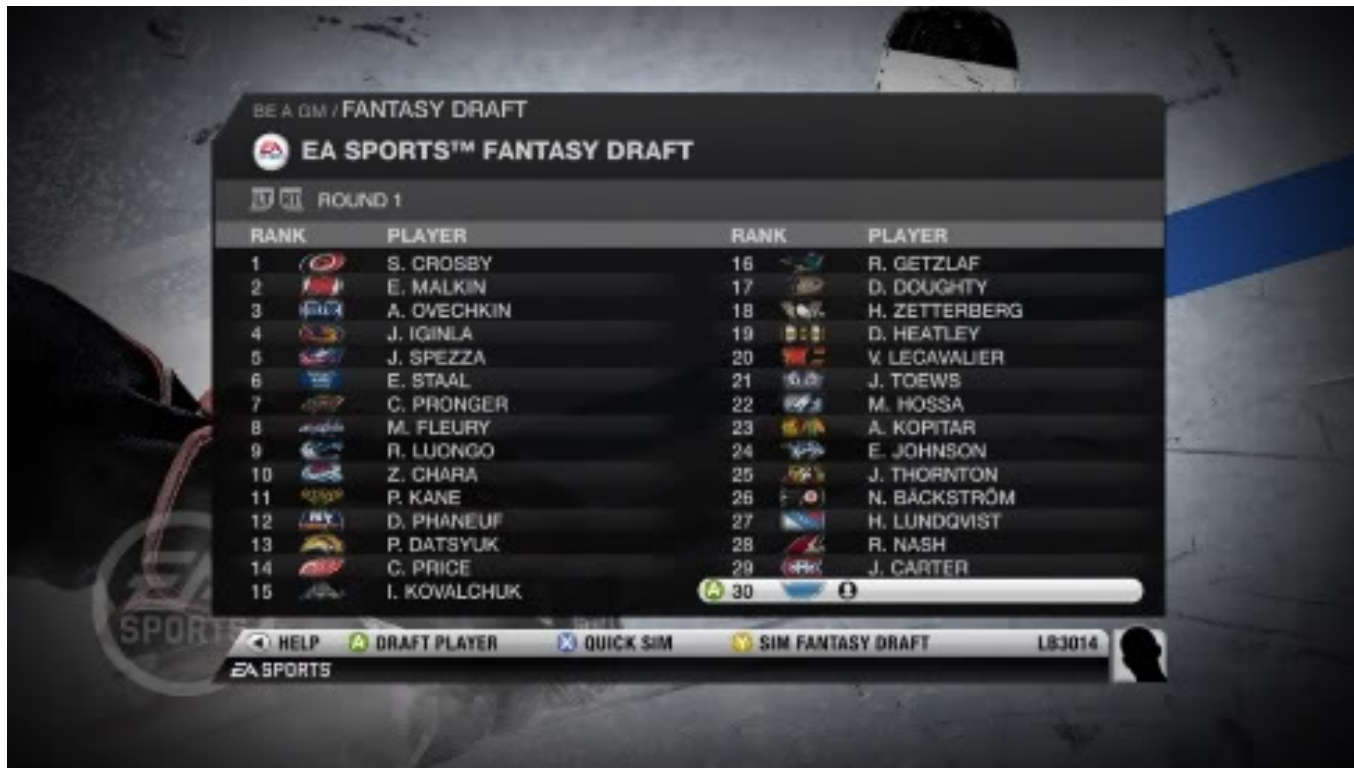 BE A GM / FANTASY DRAFT
EA SPORTS™ FANTASY DRAFT
LT RT ROUND 1
RANK PLAYER RANK PLAYER
1 S. CROSBY 16 R. GETZLAF
2 E. MALKIN 17 D. DOUGHTY
3 A. OVECHKIN 18 H. ZETTERBERG
4 J. IGINLA 19 D. HEATLEY
5 J. SPEZZA 20 V. LECAVALIER
6 E. STAAL 21 J. TOEWS
7 C. PRONGER 22 M. HOSSA
8 M. FLEURY 23 A. KOPITAR
9 R. LUONGO 24 E. JOHNSON
10 Z. CHARA 25 J. THORNTON
11 P. KANE 26 N. BÄCKSTRÖM
12 NY D. PHANEUF 27 H. LUNDQVIST
13 P. DATSYUK 28 R. NASH
14 C. PRICE 29 J. CARTER
15 I. KOVALCHUK A 30
EA SPORTS
HELP A DRAFT PLAYER X QUICK SIM Y SIM FANTASY DRAFT LB3014
EA SPORTS